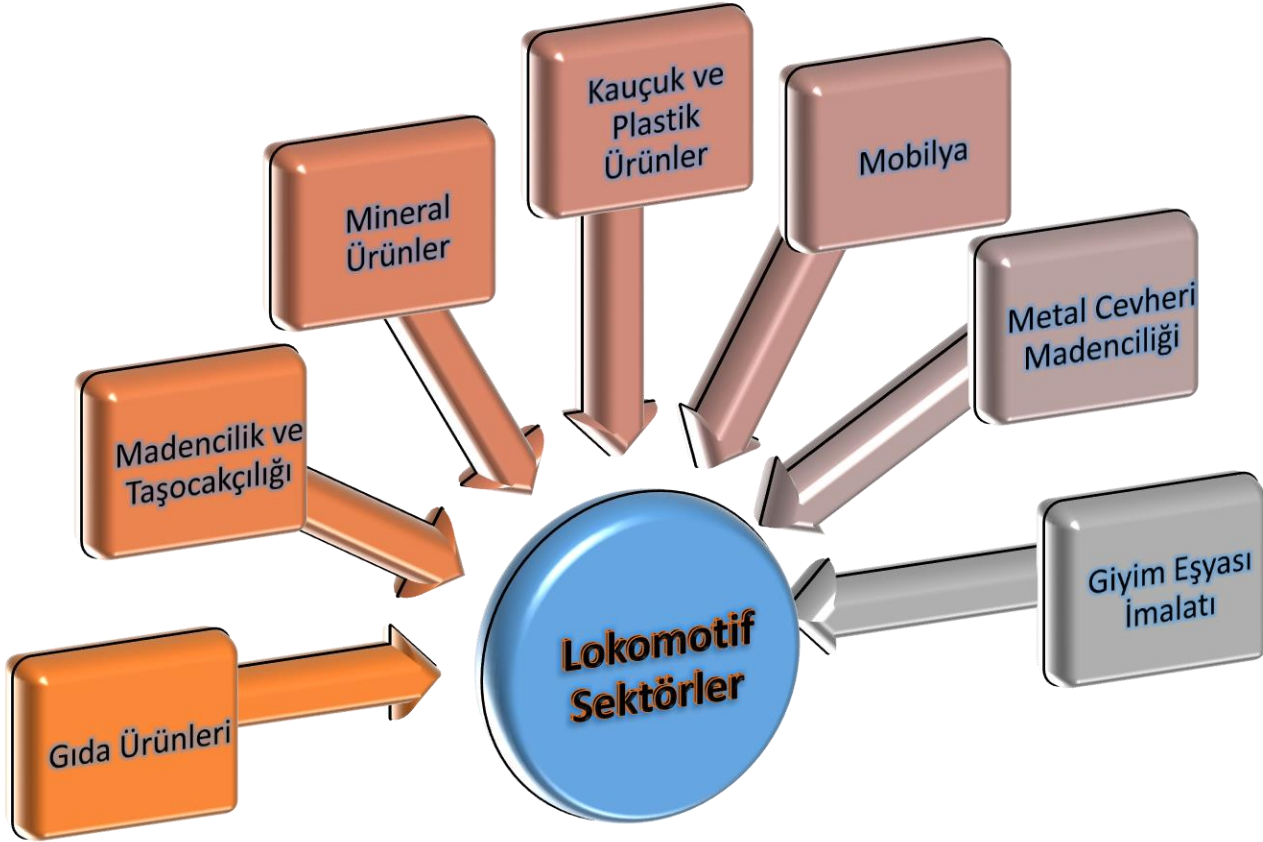 Gıda Ürünleri
Madencilik ve
Taşocakçılığı
Mineral
Ürünler
Kauçuk ve
Plastik
Ürünler
Mobilya
Metal Cevheri
Madenciliği
Giyim Eşyası
İmalatı
Lokomotif
Sektörler